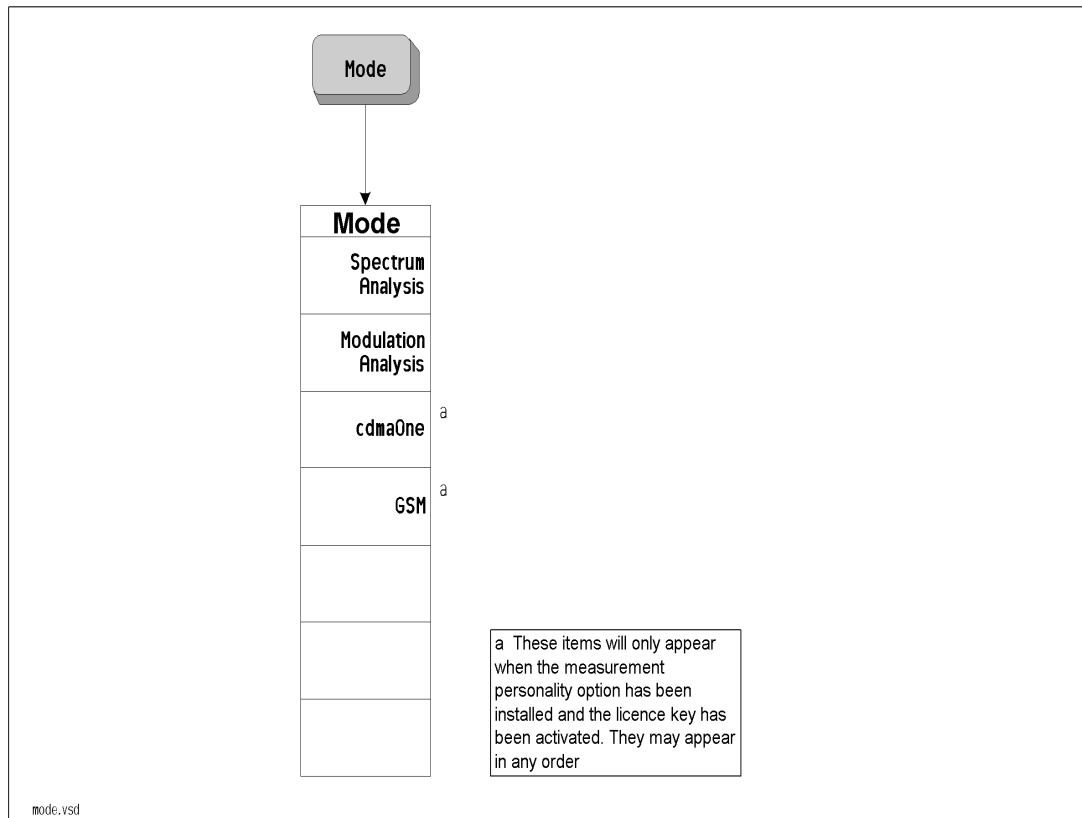 Mode
Mode
Spectrum
Analysis
Modulation
Analysis
cdmaOne
a
GSM
a
a These items will only appear
when the measurement
personality option has been
installed and the licence key has
been activated. They may appear
in any order
mode.vsd